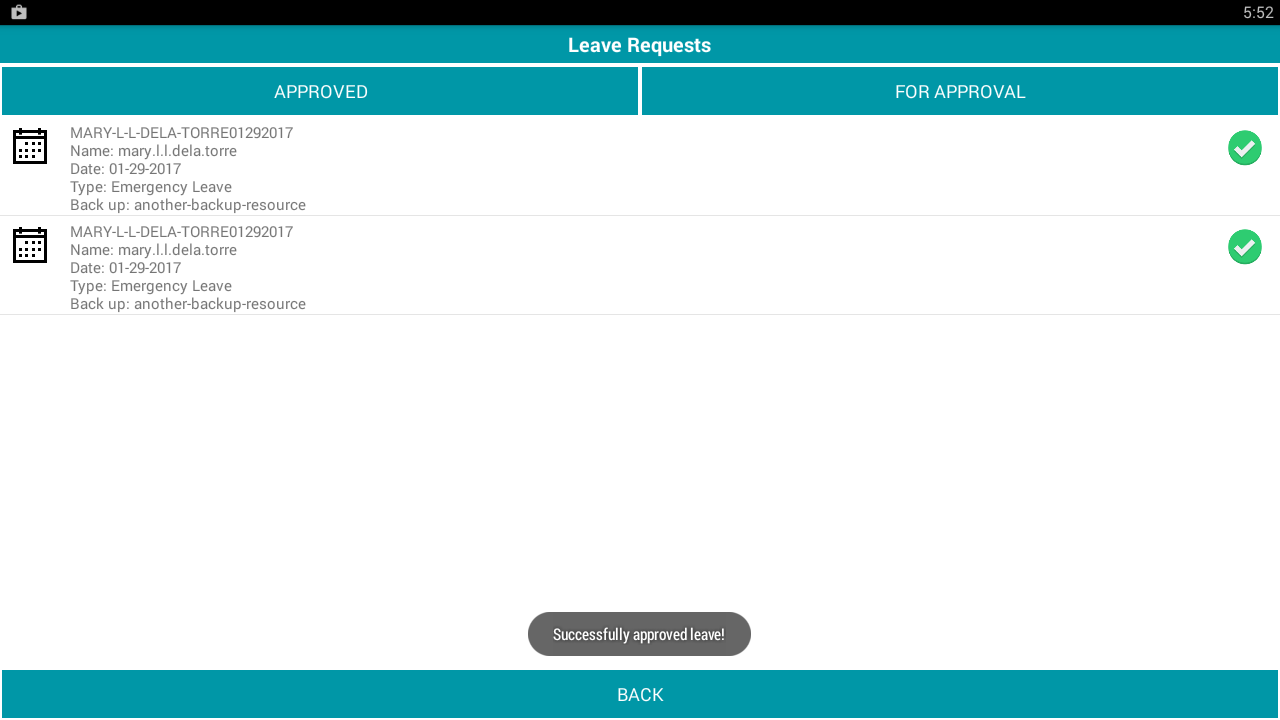 5:52
Leave Requests
APPROVED
FOR APPROVAL
MARY-L-L-DELA-TORRE01292017
Name: mary.l.l.dela.torre
Date: 01-29-2017
Type: Emergency Leave
Back up: another-backup-resource
MARY-L-L-DELA-TORRE01292017
Name: mary.l.l.dela.torre
Date: 01-29-2017
Type: Emergency Leave
Back up: another-backup-resource
Successfully approved leave!
BACK